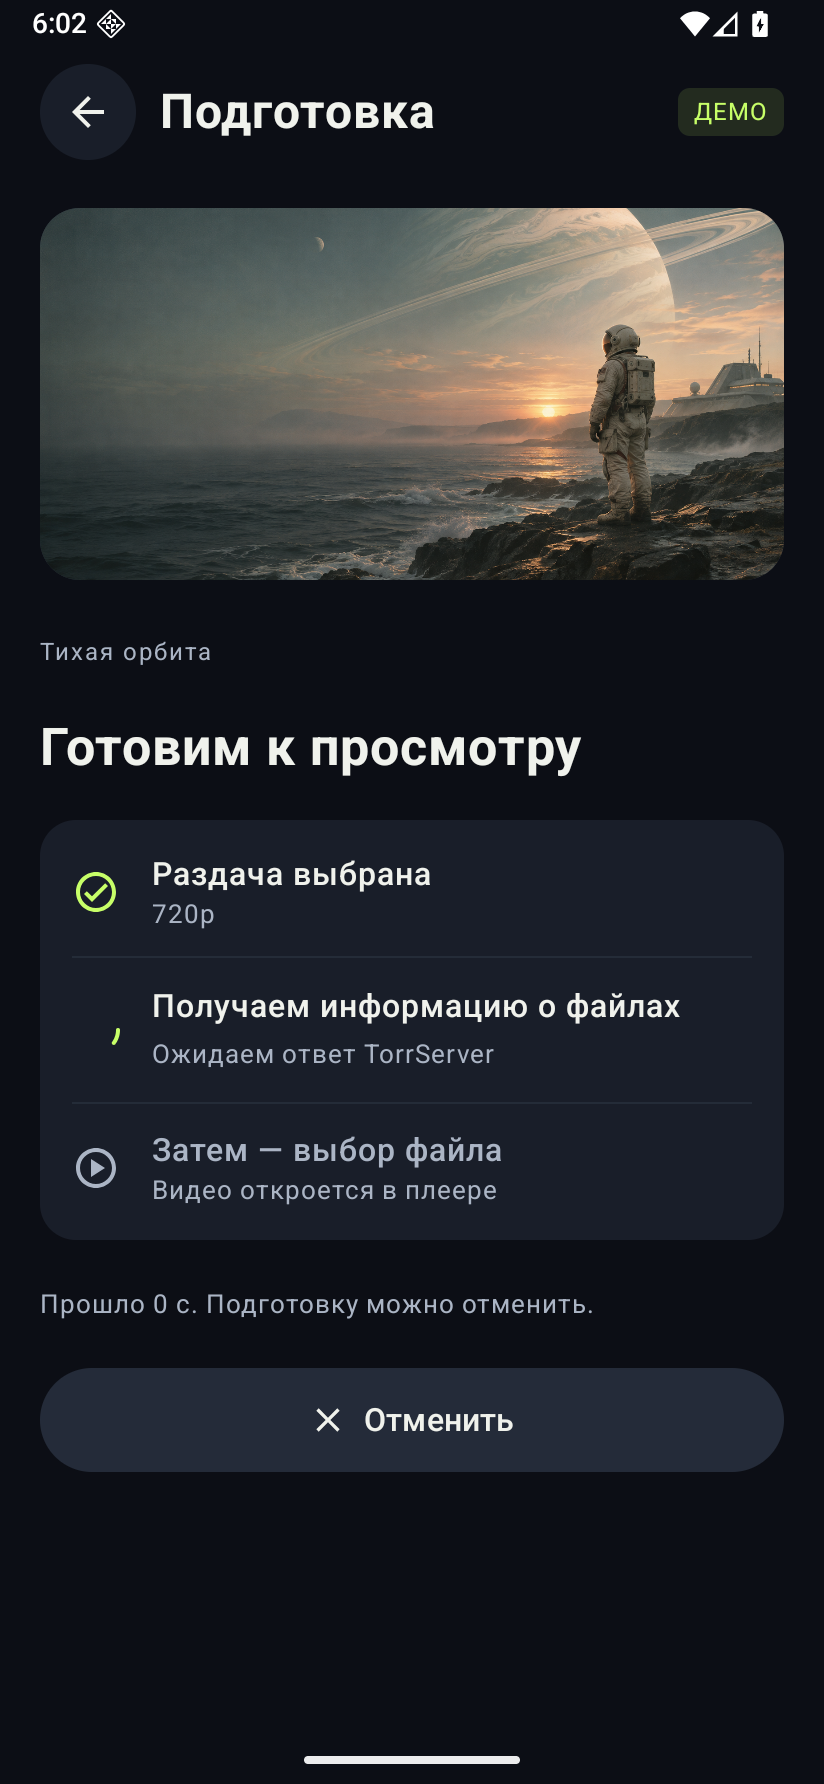 6:02
Подготовка
ДЕМО
Тихая орбита
Готовим к просмотру
Раздача выбрана
720p
Получаем информацию о файлах
Ожидаем ответ TorrServer
Затем — выбор файла
Видео откроется в плеере
Прошло 0 с. Подготовку можно отменить.
Отменить